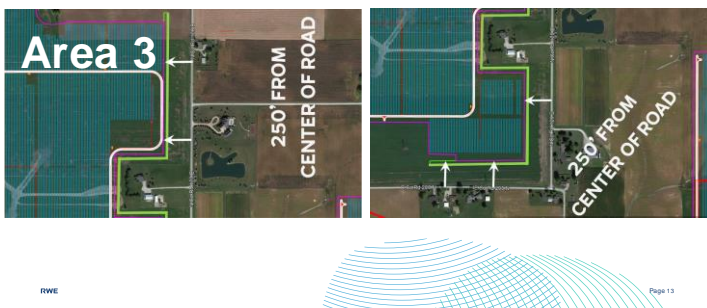 Area 3
250' FROM
CENTER OF ROAD
250' FROM
CENTER OF ROAD
RWE
Page 13